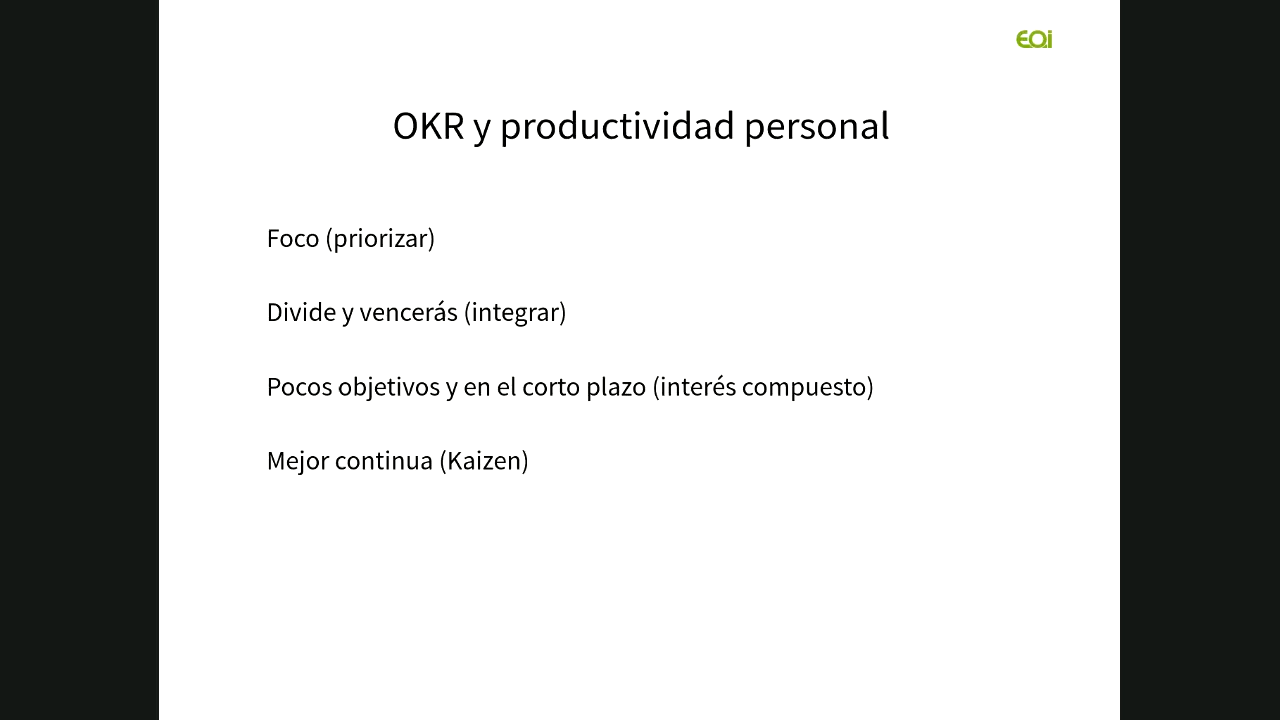 EOi
OKR y productividad personal
Foco (priorizar)
Divide y vencerás (integrar)
Pocos objetivos y en el corto plazo (interés compuesto)
Mejor continua (Kaizen)